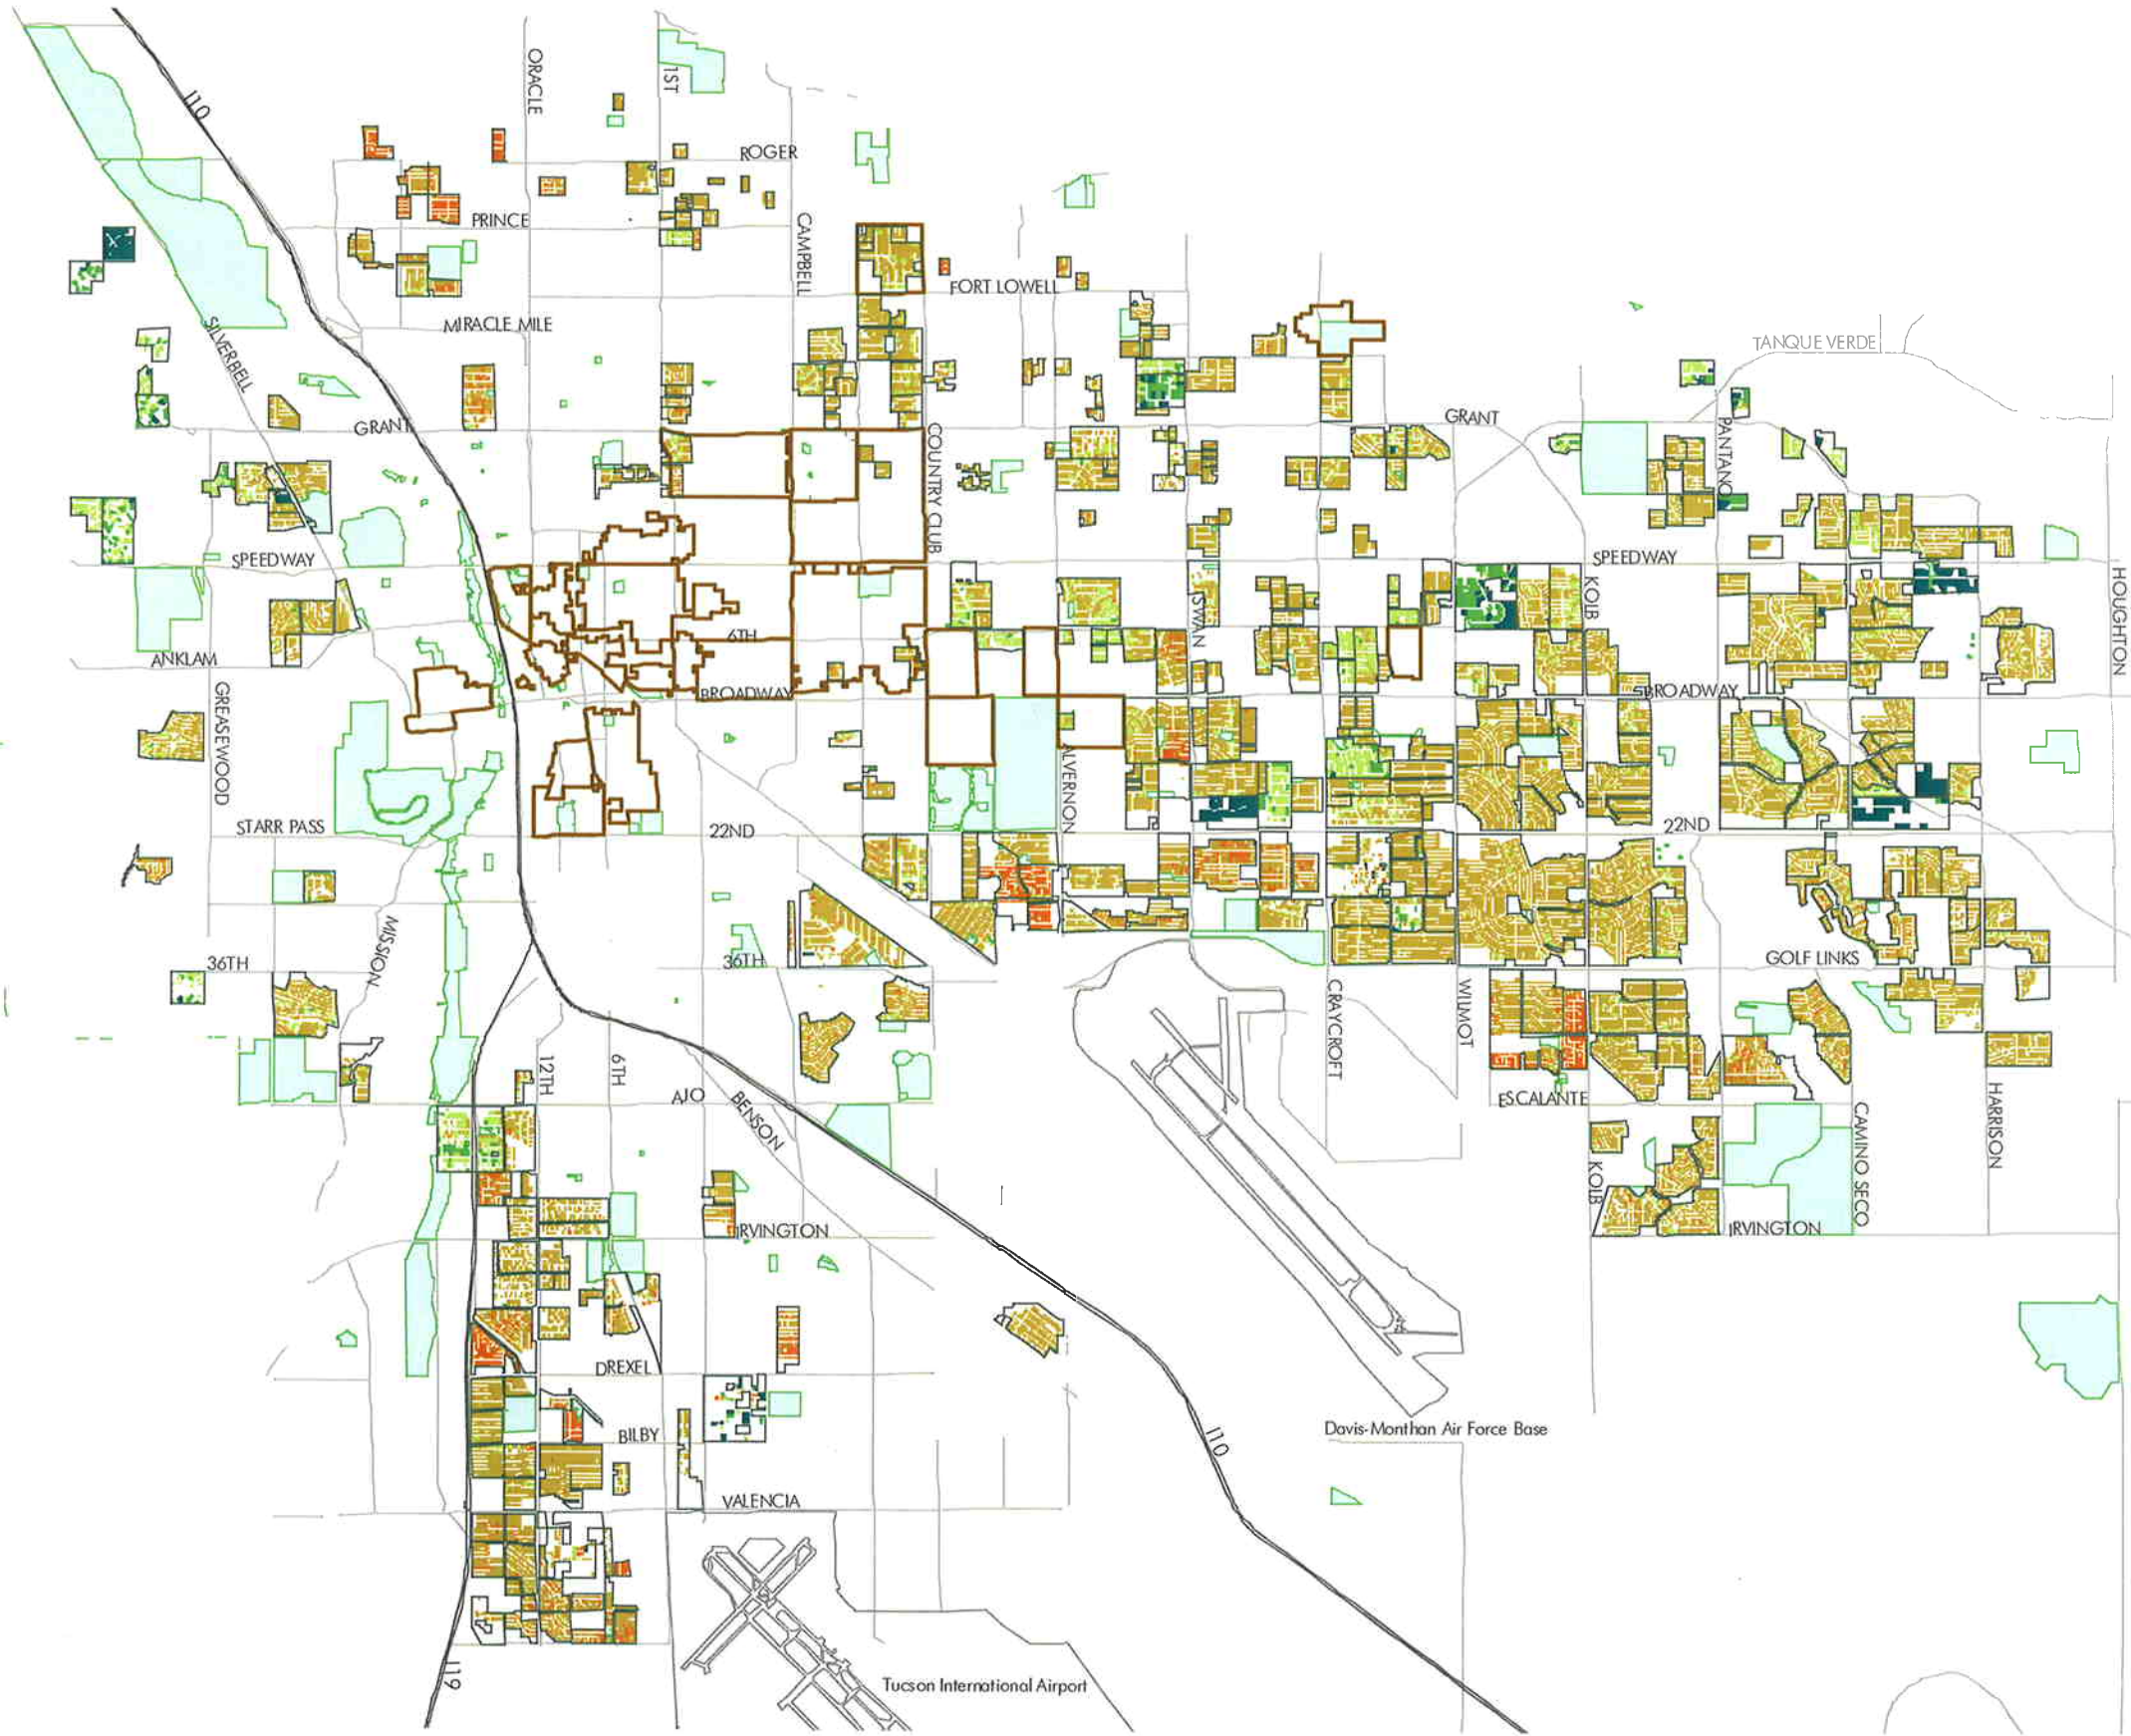 ORACLE
1ST
I10
ROGER
PRINCE
CAMPBELL
FORT LOWELL
MIRACLE MILE
SILVERBELL
TANQUE VERDE
GRANT
GRANT
COUNTRY CLUB
PANTANO
SPEEDWAY
SPEEDWAY
KOLB
HOUGHTON
SWAN
6TH
ANKLAM
GREASEWOOD
BROADWAY
BROADWAY
ALVERNON
STARR PASS
22ND
22ND
MISSION
36TH
36TH
GOLF LINKS
CRAYCROFT
WILMOT
12TH
6TH
AJO
BENSON
ESCALANTE
HARRISON
CAMINO SECO
KOLB
IRVINGTON
IRVINGTON
DREXEL
BILBY
I10
Davis-Monthan Air Force Base
VALENCIA
I19
Tucson International Airport